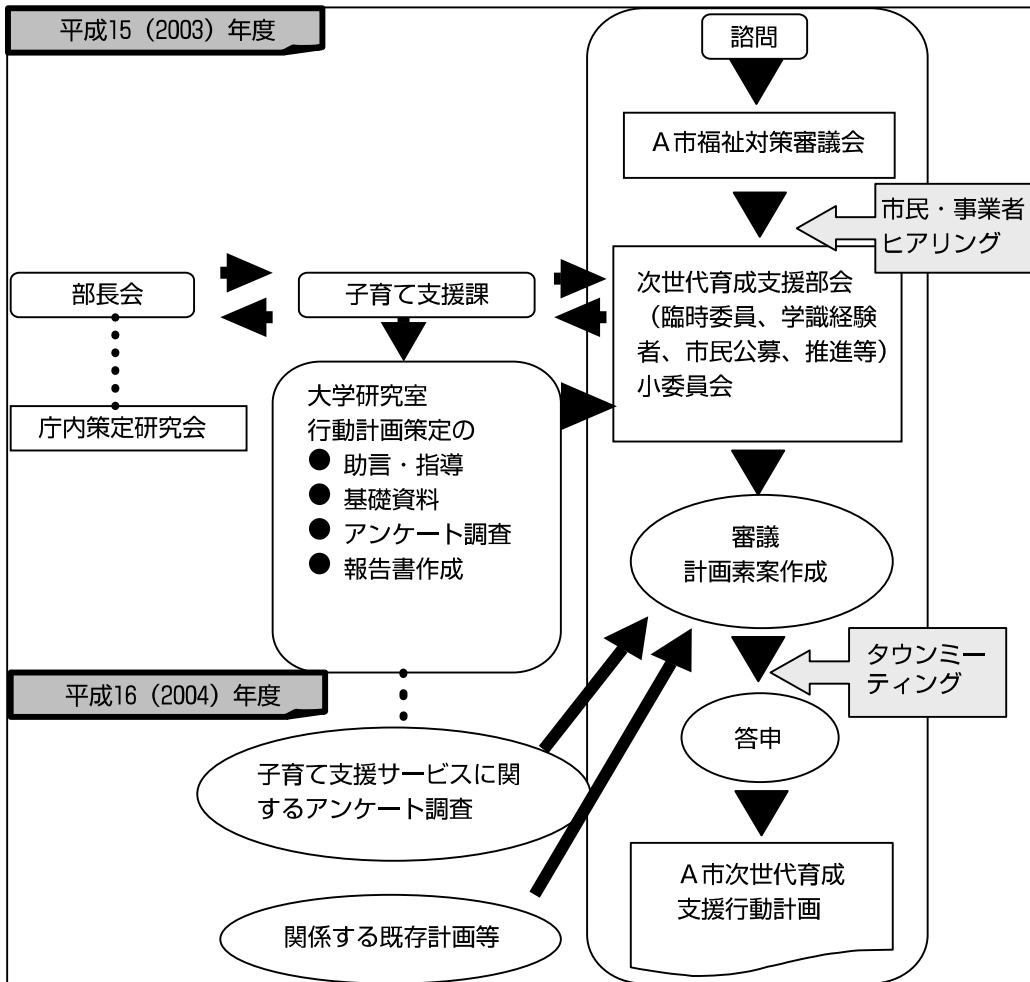 平成15（2003）年度
諮問
A市福祉対策審議会
市民・事業者
ヒアリング
部長会
子育て支援課
次世代育成支援部会
（臨時委員、学識経験
者、市民公募、推進等）
小委員会
庁内策定研究会
大学研究室
行動計画策定の
● 助言・指導
● 基礎資料
● アンケート調査
● 報告書作成
審議
計画素案作成
平成16（2004）年度
タウンミー
ティング
答申
子育て支援サービスに関
するアンケート調査
A市次世代育成
支援行動計画
関係する既存計画等